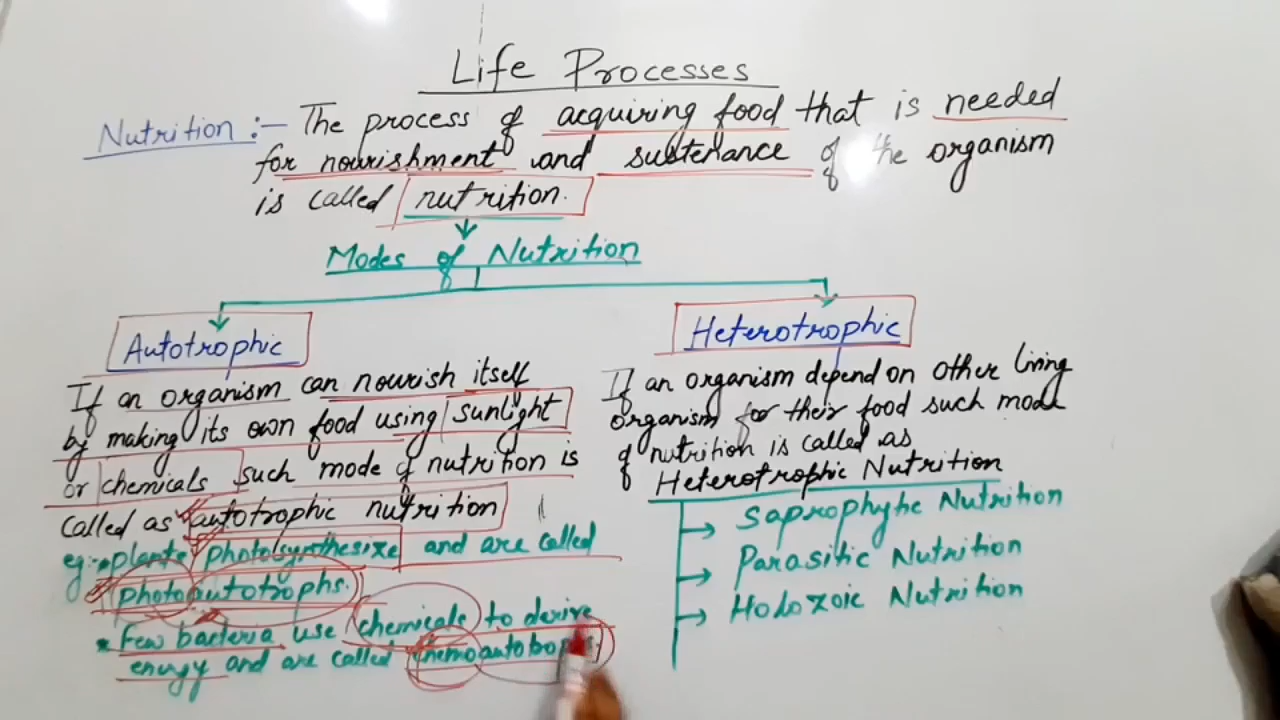 Life Processes
Nutrition :- The process of acquiring food that is needed
for nourishment and sustenance of the organism
is called nutrition.
Modes of Nutrition
Autotrophic
If an organism can nourish itself
by making its own food using sunlight
or chemicals such mode of nutrition is
called as autotrophic nutrition
eg:- plants photosynthesize and are called
photoautotrophs.
* Few bacteria use chemicals to derive
energy and are called
Heterotrophic
If an organism depend on other living
organism for their food such mode
of nutrition is called as
Heterotrophic Nutrition
→ Saprophytic Nutrition
→ Parasitic Nutrition
→ Holozoic Nutrition